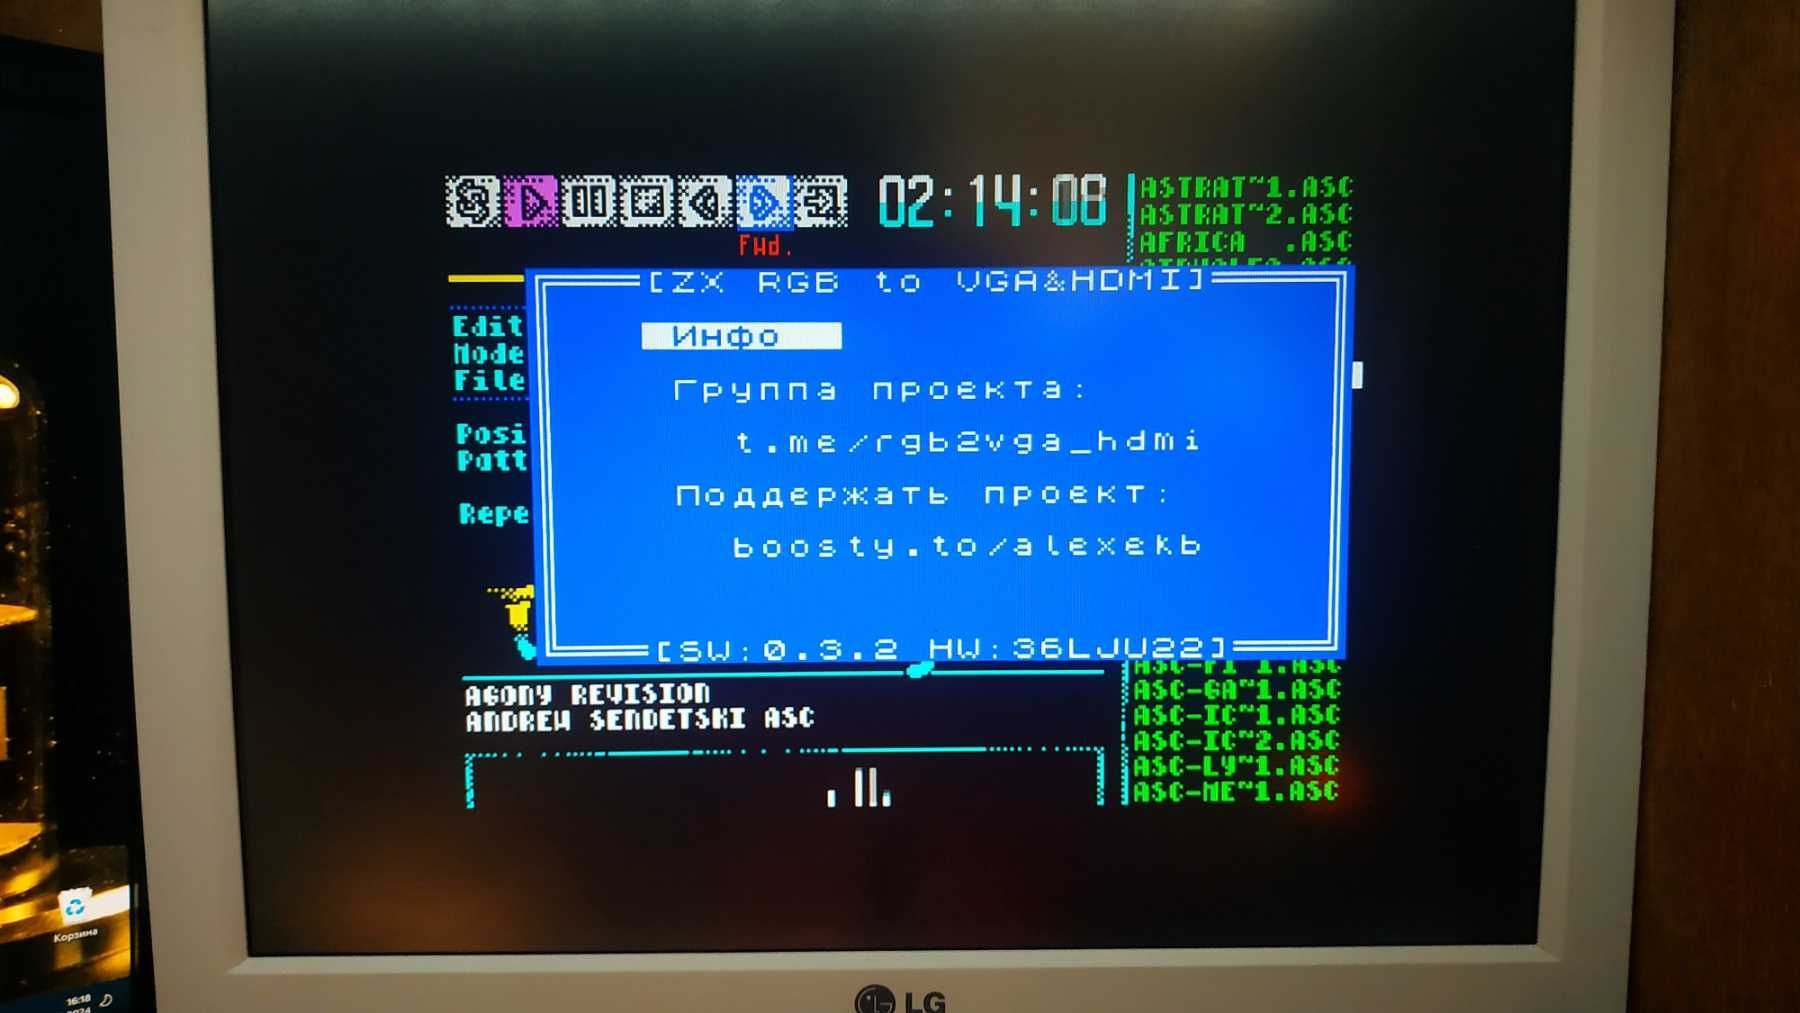 02:14:08
Fwd.
ASTRAT~1.ASC
ASTRAT~2.ASC
AFRICA .ASC
[ZX RGB to VGA&HDMI]
Инфо
Группа проекта:
t.me/rgb2vga_hdmi
Поддержать проект:
boosty.to/alexekb
[SW:0.3.2 HW:36LJU22]
Edit
Mode
File
Posi
Patt
Repe
AGONY REVISION
ANDREW SENDETSKI ASC
ASC-GA~1.ASC
ASC-IC~1.ASC
ASC-IC~2.ASC
ASC-LY~1.ASC
ASC-ME~1.ASC
Корзина
16:18
LG